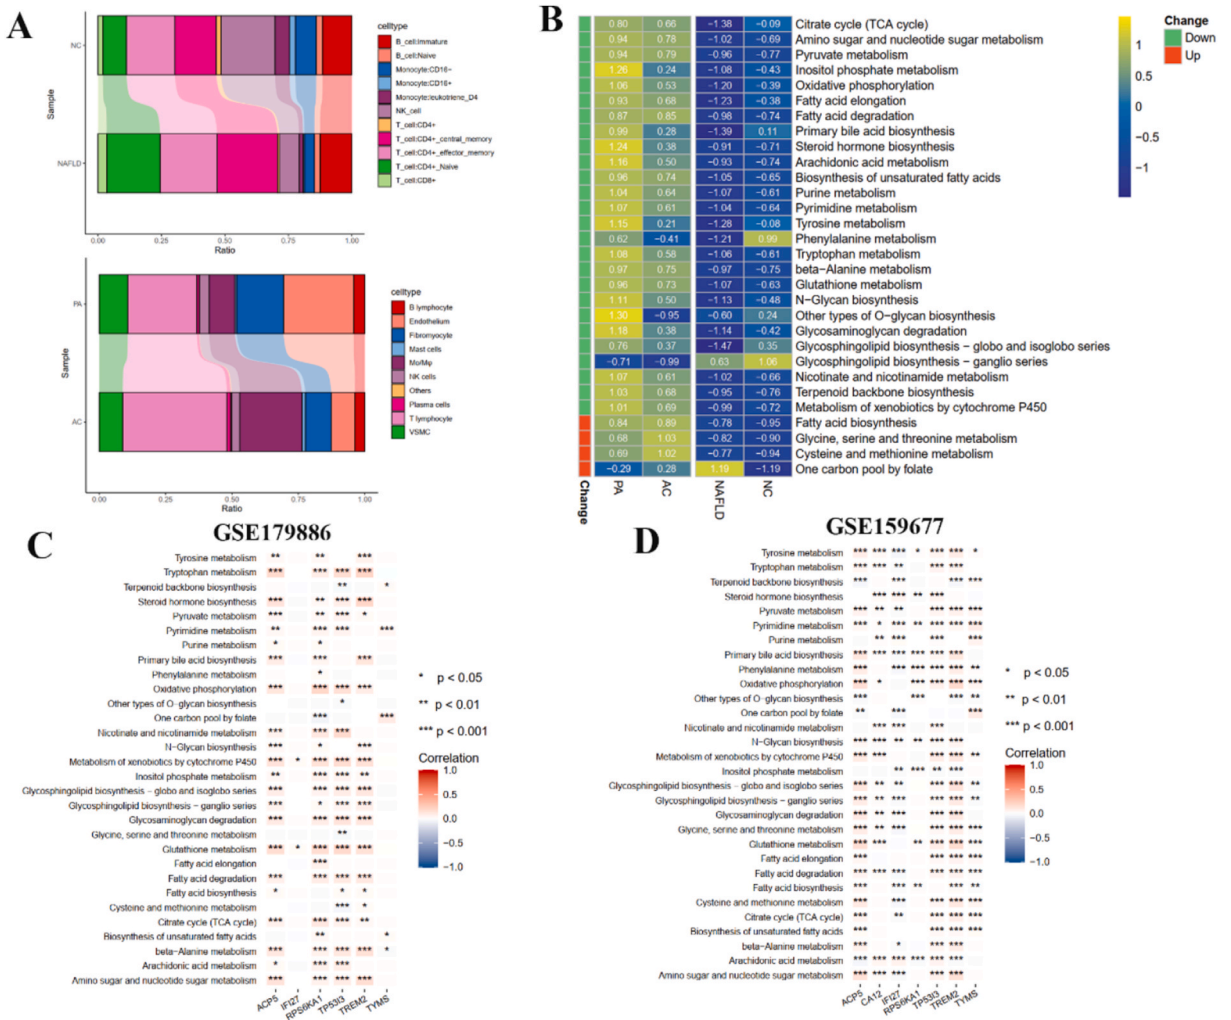 A
NC
NAFLD
Sample
0.00 0.25 0.50 0.75 1.00
Ratio
celltype
B_cell:immature
B_cell:Naive
Monocyte:CD16−
Monocyte:CD16+
Monocyte:leukotriene_D4
NK_cell
T_cell:CD4+
T_cell:CD4+_central_memory
T_cell:CD4+_effector_memory
T_cell:CD4+_Naive
T_cell:CD8+
PA
AC
Sample
0.00 0.25 0.50 0.75 1.00
Ratio
celltype
B lymphocyte
Endothelium
Fibromyocyte
Mast cells
Mo/Mφ
NK cells
Others
Plasma cells
T lymphocyte
VSMC
B
0.80 0.66 −1.38 −0.09 Citrate cycle (TCA cycle)
0.94 0.78 −1.02 −0.69 Amino sugar and nucleotide sugar metabolism
0.94 0.79 −0.96 −0.77 Pyruvate metabolism
1.26 0.24 −1.08 −0.43 Inositol phosphate metabolism
1.06 0.53 −1.20 −0.39 Oxidative phosphorylation
0.93 0.68 −1.23 −0.38 Fatty acid elongation
0.87 0.85 −0.98 −0.74 Fatty acid degradation
0.99 0.28 −1.39 0.11 Primary bile acid biosynthesis
1.24 0.38 −0.91 −0.71 Steroid hormone biosynthesis
1.16 0.50 −0.93 −0.74 Arachidonic acid metabolism
0.96 0.74 −1.05 −0.65 Biosynthesis of unsaturated fatty acids
1.04 0.64 −1.07 −0.61 Purine metabolism
1.07 0.61 −1.04 −0.64 Pyrimidine metabolism
1.15 0.21 −1.28 −0.08 Tyrosine metabolism
0.62 −0.41 −1.21 0.99 Phenylalanine metabolism
1.08 0.58 −1.06 −0.61 Tryptophan metabolism
0.97 0.75 −0.97 −0.75 beta−Alanine metabolism
0.96 0.73 −1.07 −0.63 Glutathione metabolism
1.11 0.50 −1.13 −0.48 N−Glycan biosynthesis
1.30 −0.95 −0.60 0.24 Other types of O−glycan biosynthesis
1.18 0.38 −1.14 −0.42 Glycosaminoglycan degradation
0.76 0.37 −1.47 0.35 Glycosphingolipid biosynthesis − globo and isoglobo series
−0.71 −0.99 0.63 1.06 Glycosphingolipid biosynthesis − ganglio series
1.07 0.61 −1.02 −0.66 Nicotinate and nicotinamide metabolism
1.03 0.68 −0.95 −0.76 Terpenoid backbone biosynthesis
1.01 0.69 −0.99 −0.72 Metabolism of xenobiotics by cytochrome P450
0.84 0.89 −0.78 −0.95 Fatty acid biosynthesis
0.68 1.03 −0.82 −0.90 Glycine, serine and threonine metabolism
0.69 1.02 −0.77 −0.94 Cysteine and methionine metabolism
−0.29 0.28 1.19 −1.19 One carbon pool by folate
Change PA AC NAFLD NC
1
0.5
0
−0.5
−1
Change
Down
Up
C
GSE179886
Tyrosine metabolism ** ** ***
Tryptophan metabolism *** *** *** ***
Terpenoid backbone biosynthesis ** *
Steroid hormone biosynthesis *** ** *** ***
Pyruvate metabolism *** ** *** *
Pyrimidine metabolism ** *** *** ***
Purine metabolism * *
Primary bile acid biosynthesis *** *** ***
Phenylalanine metabolism *
Oxidative phosphorylation *** *** *** ***
Other types of O−glycan biosynthesis *
One carbon pool by folate *** ***
Nicotinate and nicotinamide metabolism *** *** ***
N−Glycan biosynthesis *** * ***
Metabolism of xenobiotics by cytochrome P450 *** * *** *** ***
Inositol phosphate metabolism ** *** *** **
Glycosphingolipid biosynthesis − globo and isoglobo series *** *** *** ***
Glycosphingolipid biosynthesis − ganglio series *** * *** ***
Glycosaminoglycan degradation *** *** *** ***
Glycine, serine and threonine metabolism **
Glutathione metabolism *** * *** *** ***
Fatty acid elongation ***
Fatty acid degradation *** *** *** ***
Fatty acid biosynthesis * * *
Cysteine and methionine metabolism *** *
Citrate cycle (TCA cycle) *** *** *** **
Biosynthesis of unsaturated fatty acids ** *
beta−Alanine metabolism *** *** *** *** *
Arachidonic acid metabolism * *** ***
Amino sugar and nucleotide sugar metabolism *** *** *** ***
ACP5 IFI27 RPS6KA1 TP53I3 TREM2 TYMS
* p < 0.05
** p < 0.01
*** p < 0.001
Correlation
1.0
0.5
0.0
−0.5
−1.0
D
GSE159677
Tyrosine metabolism *** *** *** * *** *** *
Tryptophan metabolism *** *** ** *** ***
Terpenoid backbone biosynthesis *** *** *** ***
Steroid hormone biosynthesis *** *** ** ***
Pyruvate metabolism *** ** ** *** *** ***
Pyrimidine metabolism *** * *** ** *** *** ***
Purine metabolism ** *** *** ***
Primary bile acid biosynthesis *** *** *** *** *** ***
Phenylalanine metabolism *** *** *** *** *** **
Oxidative phosphorylation *** * *** *** *** ***
Other types of O−glycan biosynthesis *** *** *** **
One carbon pool by folate ** *** ***
Nicotinate and nicotinamide metabolism *** *** ***
N−Glycan biosynthesis *** *** ** ** *** ***
Metabolism of xenobiotics by cytochrome P450 *** *** *** *** **
Inositol phosphate metabolism ** *** ** ***
Glycosphingolipid biosynthesis − globo and isoglobo series *** ** ** *** *** **
Glycosphingolipid biosynthesis − ganglio series *** ** *** *** *** **
Glycosaminoglycan degradation *** ** *** *** ***
Glycine, serine and threonine metabolism *** ** *** *** *** ***
Glutathione metabolism *** *** ** *** *** ***
Fatty acid elongation *** *** *** ***
Fatty acid degradation *** *** *** *** *** ***
Fatty acid biosynthesis *** *** ** *** **
Cysteine and methionine metabolism *** *** *** *** ***
Citrate cycle (TCA cycle) *** ** *** *** ***
Biosynthesis of unsaturated fatty acids *** *** *** ***
beta−Alanine metabolism *** * *** ***
Arachidonic acid metabolism *** *** *** *** *** *** ***
Amino sugar and nucleotide sugar metabolism *** *** *** *** ***
ACP5 CA12 IFI27 RPS6KA1 TP53I3 TREM2 TYMS
* p < 0.05
** p < 0.01
*** p < 0.001
Correlation
1.0
0.5
0.0
−0.5
−1.0